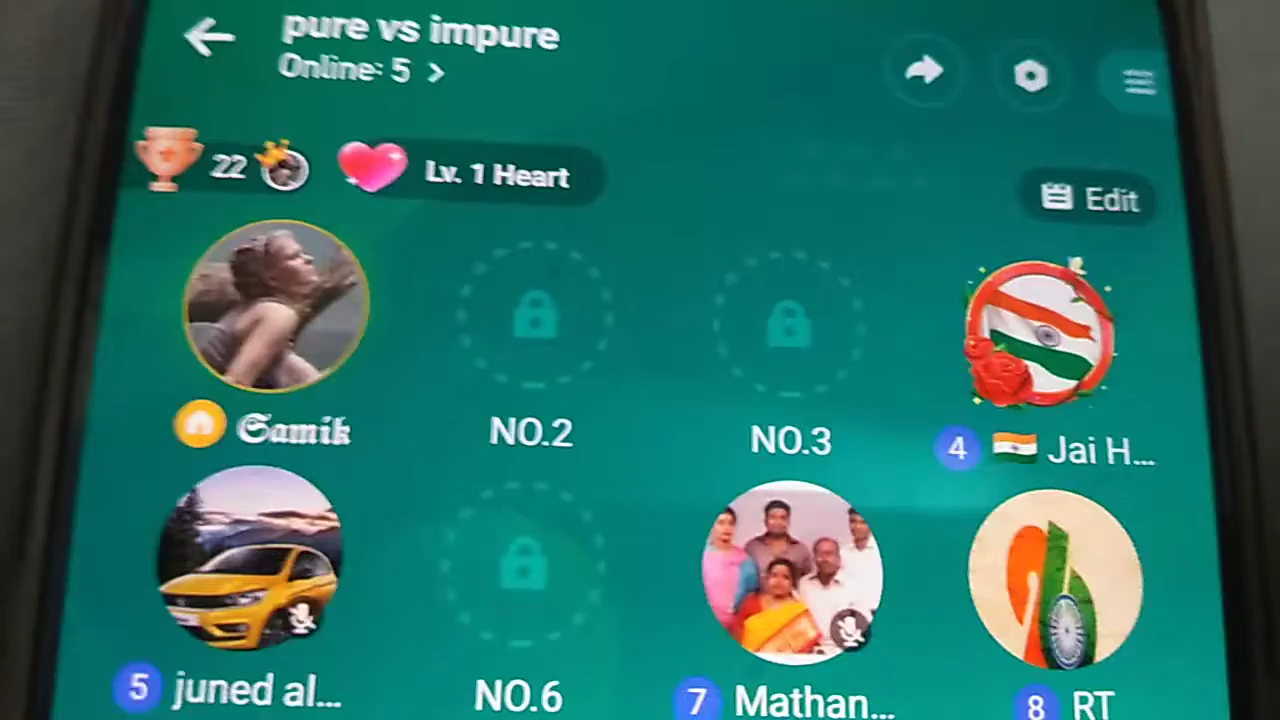 pure vs impure
Online: 5 >
22
Lv. 1 Heart
Edit
𝕾𝖆𝖒𝖎𝖐
NO.2
NO.3
4 🇮🇳 Jai H...
5 juned al...
NO.6
7 Mathan...
8 RT